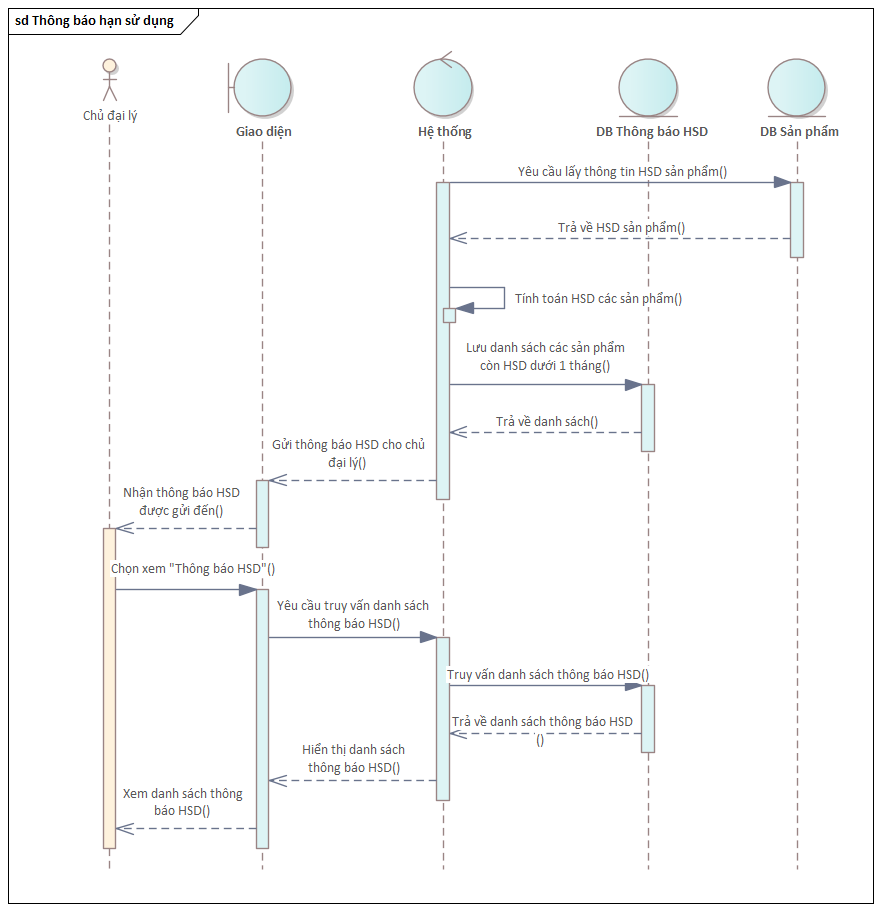 sd Thông báo hạn sử dụng
Chủ đại lý
Giao diện
Hệ thống
DB Thông báo HSD
DB Sản phẩm
Yêu cầu lấy thông tin HSD sản phẩm()
Trả về HSD sản phẩm()
Tính toán HSD các sản phẩm()
Lưu danh sách các sản phẩm
còn HSD dưới 1 tháng()
Trả về danh sách()
Gửi thông báo HSD cho chủ
đại lý()
Nhận thông báo HSD
được gửi đến()
Chọn xem "Thông báo HSD"()
Yêu cầu truy vấn danh sách
thông báo HSD()
Truy vấn danh sách thông báo HSD()
Trả về danh sách thông báo HSD
()
Hiển thị danh sách
thông báo HSD()
Xem danh sách thông
báo HSD()